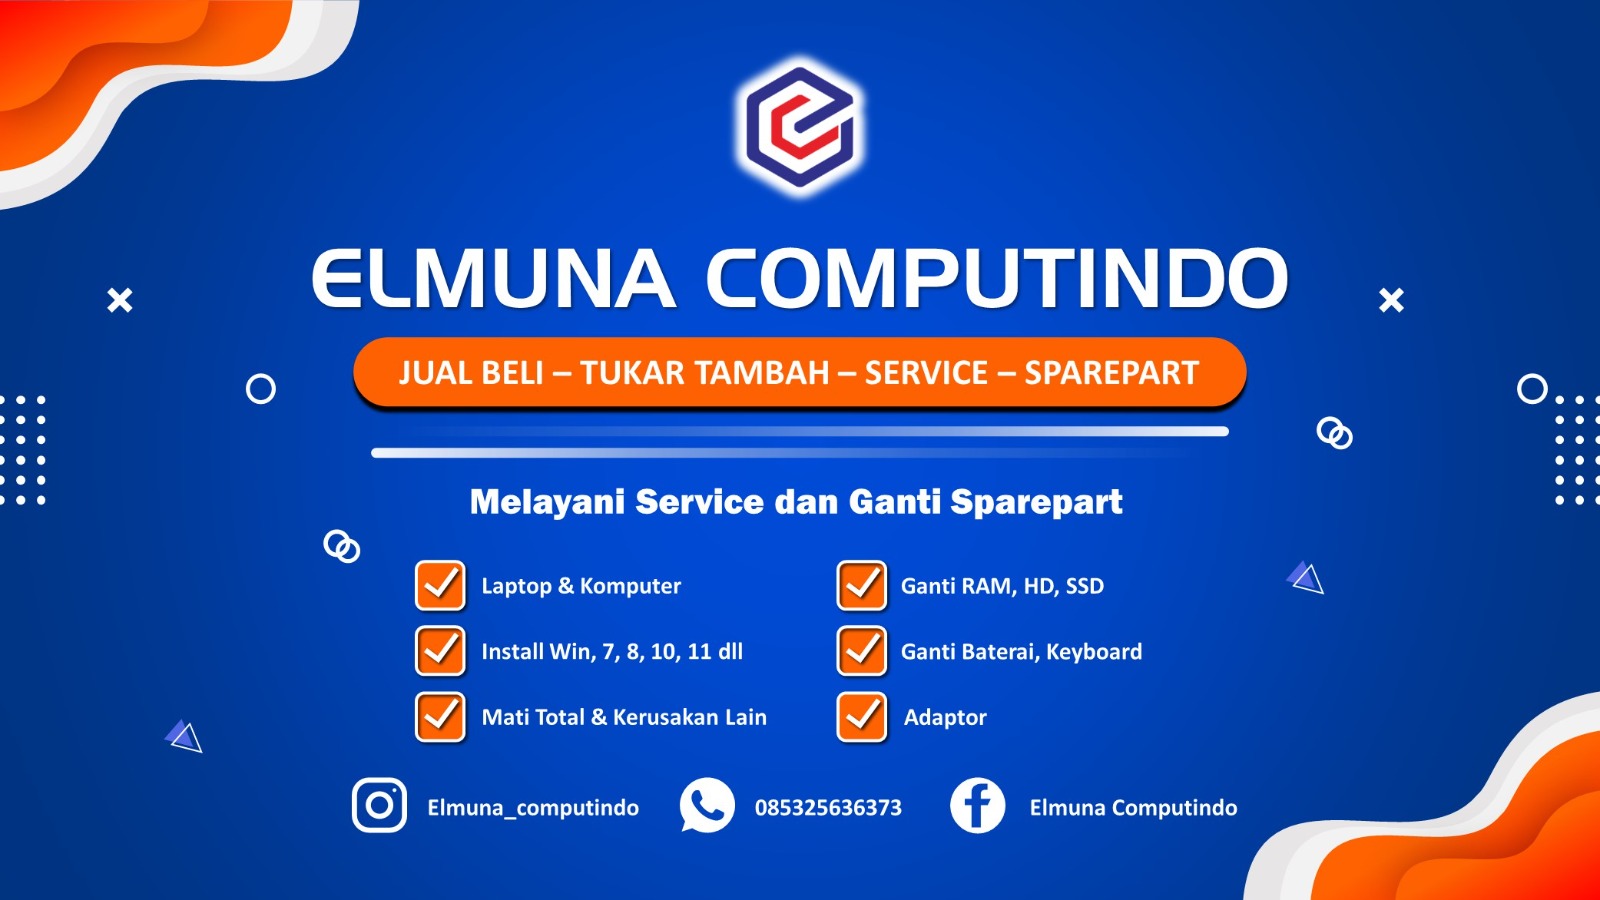 ELMUNA COMPUTINDO
JUAL BELI – TUKAR TAMBAH – SERVICE – SPAREPART
Melayani Service dan Ganti Sparepart
Laptop & Komputer
Install Win, 7, 8, 10, 11 dll
Mati Total & Kerusakan Lain
Ganti RAM, HD, SSD
Ganti Baterai, Keyboard
Adaptor
Elmuna_computindo
085325636373
Elmuna Computindo